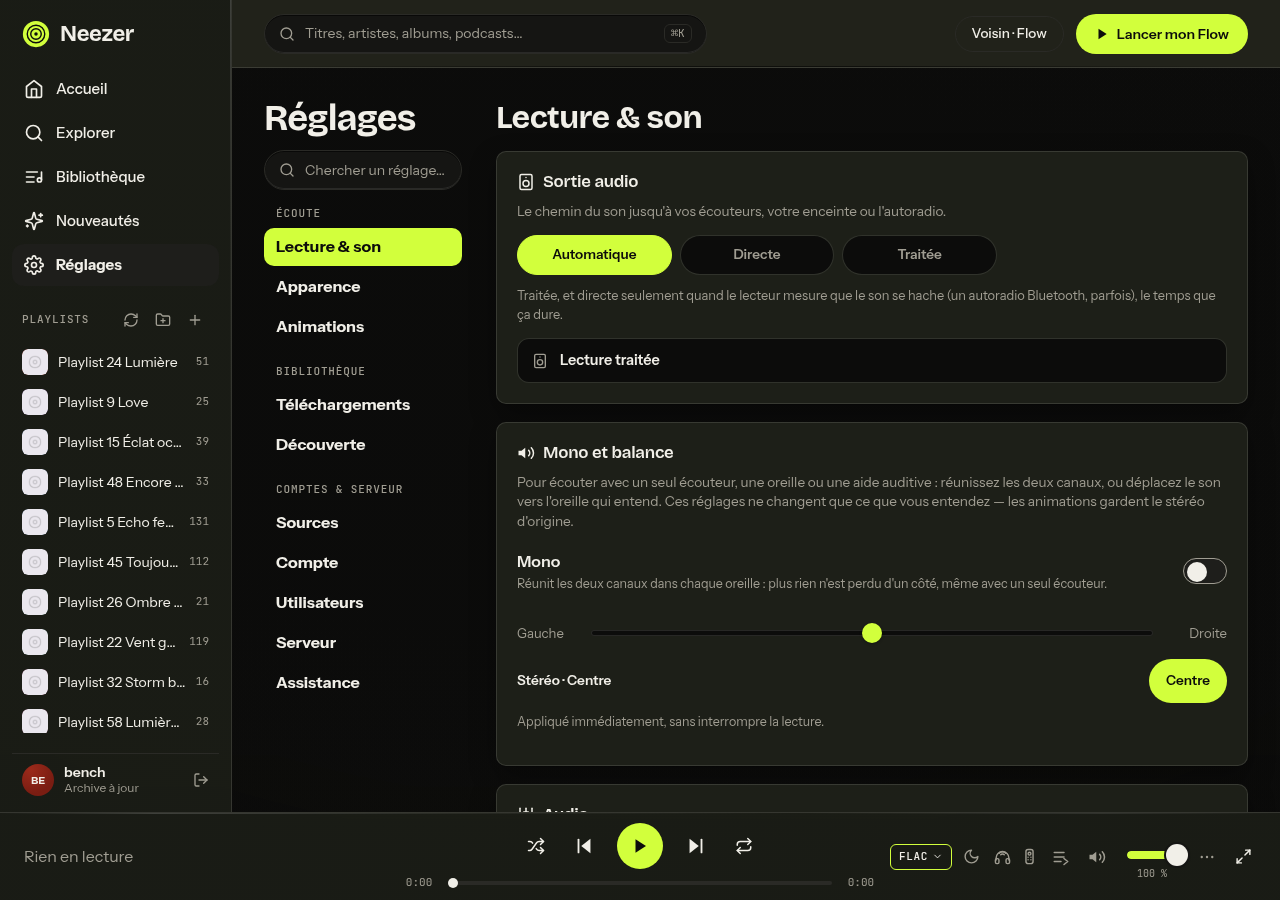 Neezer
Titres, artistes, albums, podcasts...
⌘K
Voisin · Flow
Lancer mon Flow
Accueil
Explorer
Bibliothèque
Nouveautés
Réglages
PLAYLISTS
Playlist 24 Lumière 51
Playlist 9 Love 25
Playlist 15 Éclat oc... 39
Playlist 48 Encore ... 33
Playlist 5 Echo fe... 131
Playlist 45 Toujou... 112
Playlist 26 Ombre ... 21
Playlist 22 Vent g... 119
Playlist 32 Storm b... 16
Playlist 58 Lumièr... 28
BE
bench
Archive à jour
Réglages
Chercher un réglage...
ÉCOUTE
Lecture & son
Apparence
Animations
BIBLIOTHÈQUE
Téléchargements
Découverte
COMPTES & SERVEUR
Sources
Compte
Utilisateurs
Serveur
Assistance
Lecture & son
Sortie audio
Le chemin du son jusqu'à vos écouteurs, votre enceinte ou l'autoradio.
Automatique
Directe
Traitée
Traitée, et directe seulement quand le lecteur mesure que le son se hache (un autoradio Bluetooth, parfois), le temps que
ça dure.
Lecture traitée
Mono et balance
Pour écouter avec un seul écouteur, une oreille ou une aide auditive : réunissez les deux canaux, ou déplacez le son
vers l'oreille qui entend. Ces réglages ne changent que ce que vous entendez — les animations gardent le stéréo
d'origine.
Mono
Réunit les deux canaux dans chaque oreille : plus rien n'est perdu d'un côté, même avec un seul écouteur.
Gauche
Droite
Stéréo · Centre
Centre
Appliqué immédiatement, sans interrompre la lecture.
Audio
Rien en lecture
0:00
0:00
FLAC
100 %